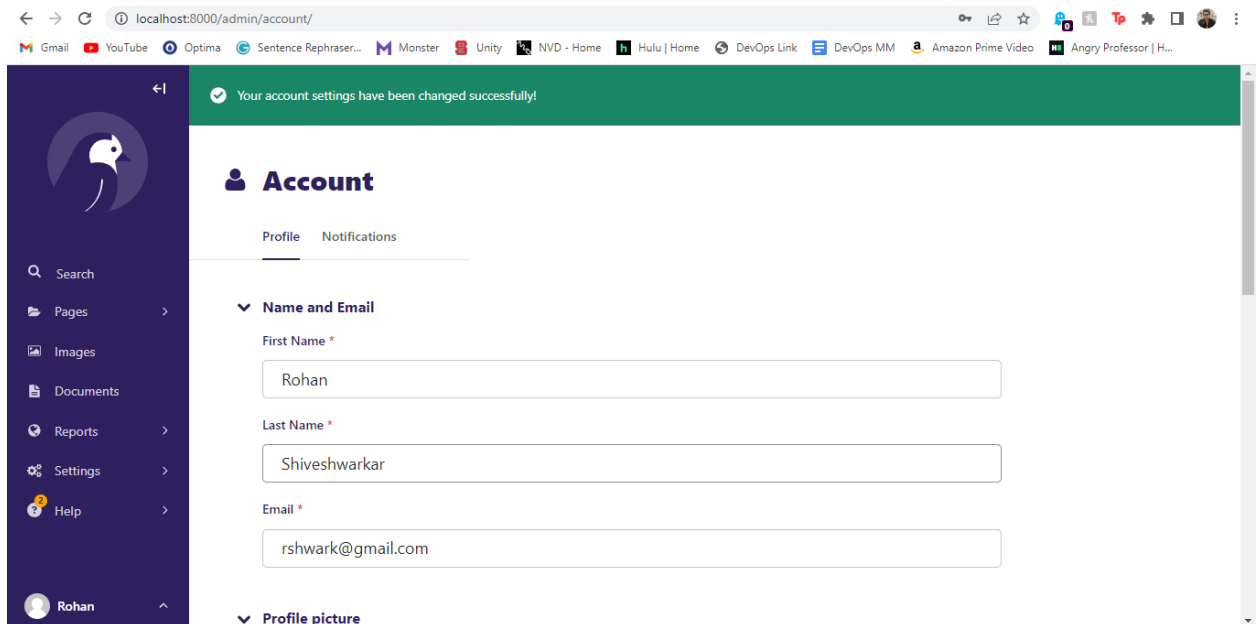 localhost:8000/admin/account/
0
Gmail YouTube Optima Sentence Rephraser... Monster Unity NVD - Home Hulu | Home DevOps Link DevOps MM Amazon Prime Video Angry Professor | H...
Your account settings have been changed successfully!
Account
Profile Notifications
Search
Pages
Images
Documents
Reports
Settings
2
Help
Rohan
Name and Email
First Name *
Rohan
Last Name *
Shiveshwarkar
Email *
rshwark@gmail.com
Profile picture